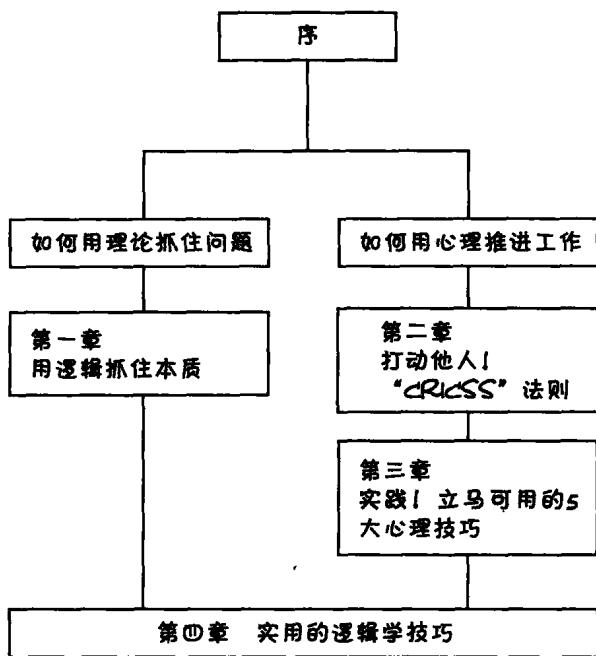 序
如何用理论抓住问题
如何用心理推进工作
第一章
用逻辑抓住本质
第二章
打动他人！
“CRICSS”法则
第三章
实践！立马可用的5
大心理技巧
第四章 实用的逻辑学技巧